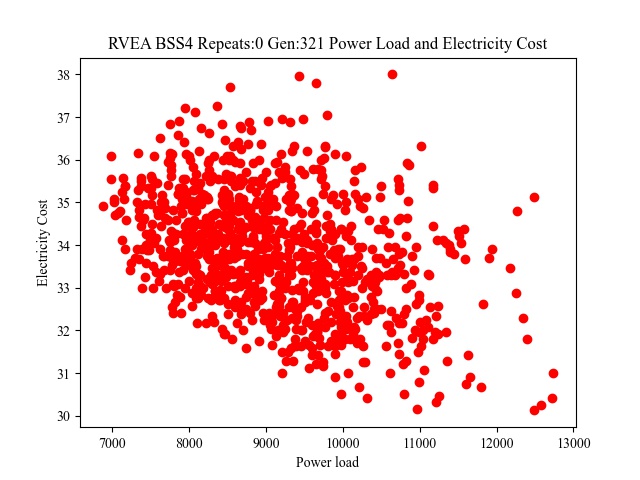 RVEA BSS4 Repeats:0 Gen:321 Power Load and Electricity Cost
38
37
36
35
34
33
32
31
30
Electricity Cost
7000 8000 9000 10000 11000 12000 13000
Power load